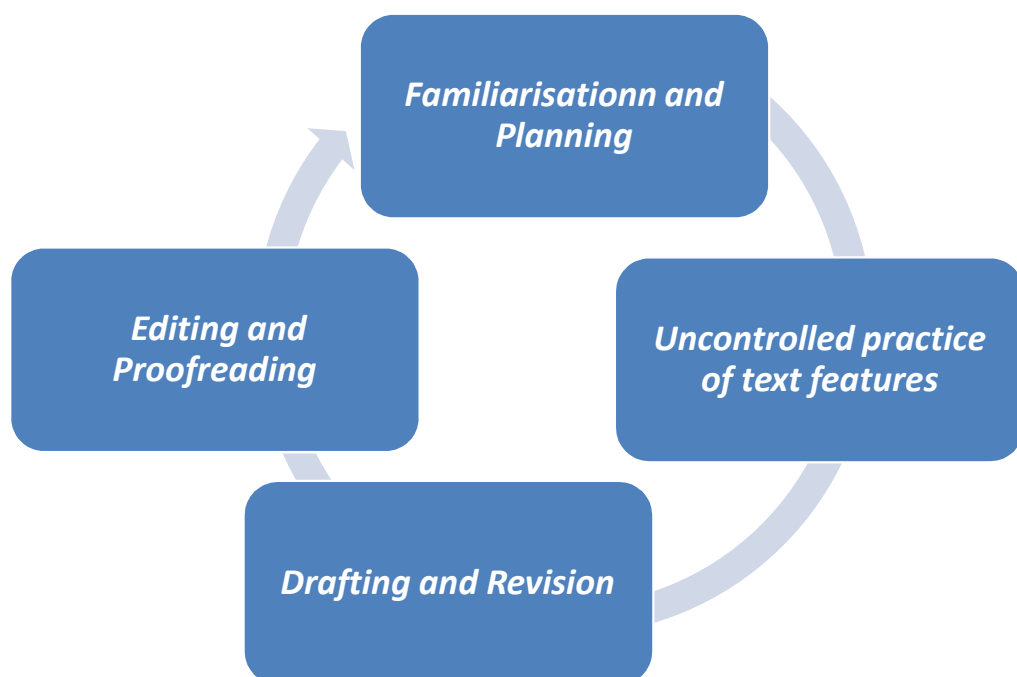 Familiarisationn and
Planning
Uncontrolled practice
of text features
Drafting and Revision
Editing and
Proofreading